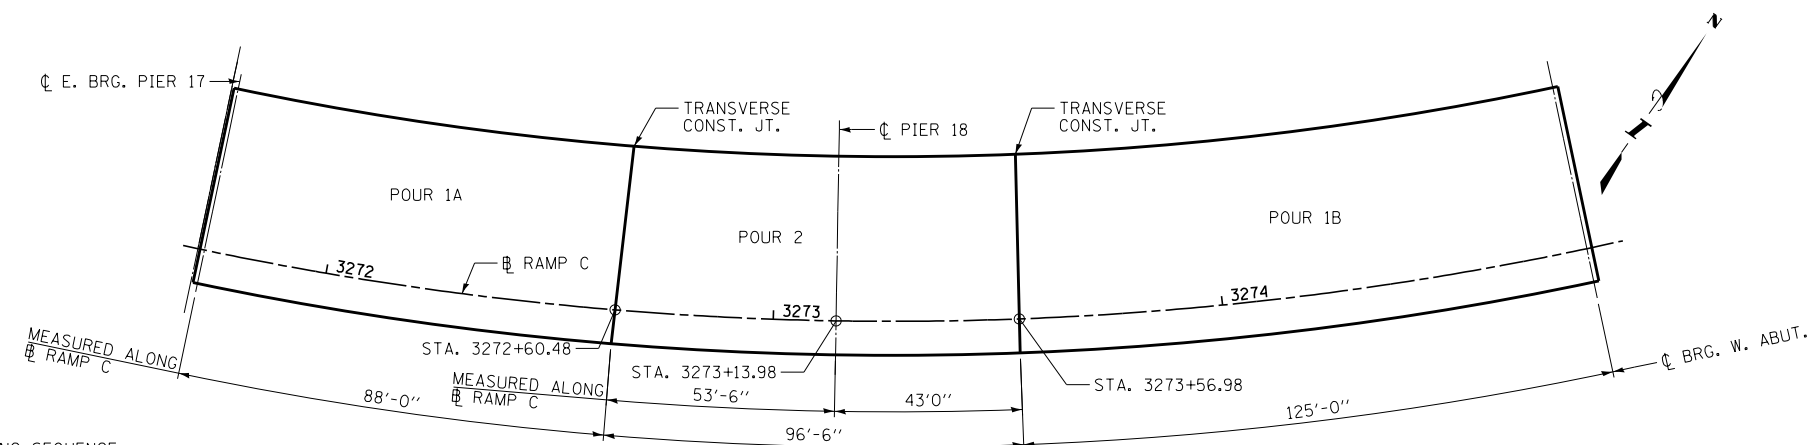 N
I-57
℄ E. BRG. PIER 17
TRANSVERSE
CONST. JT.
℄ PIER 18
TRANSVERSE
CONST. JT.
POUR 1A
POUR 2
POUR 1B
3272
RAMP C
3273
3274
STA. 3272+60.48
STA. 3273+13.98
STA. 3273+56.98
MEASURED ALONG
RAMP C
MEASURED ALONG
RAMP C
℄ BRG. W. ABUT.
88'-0"
53'-6"
43'0"
125'-0"
96'-6"